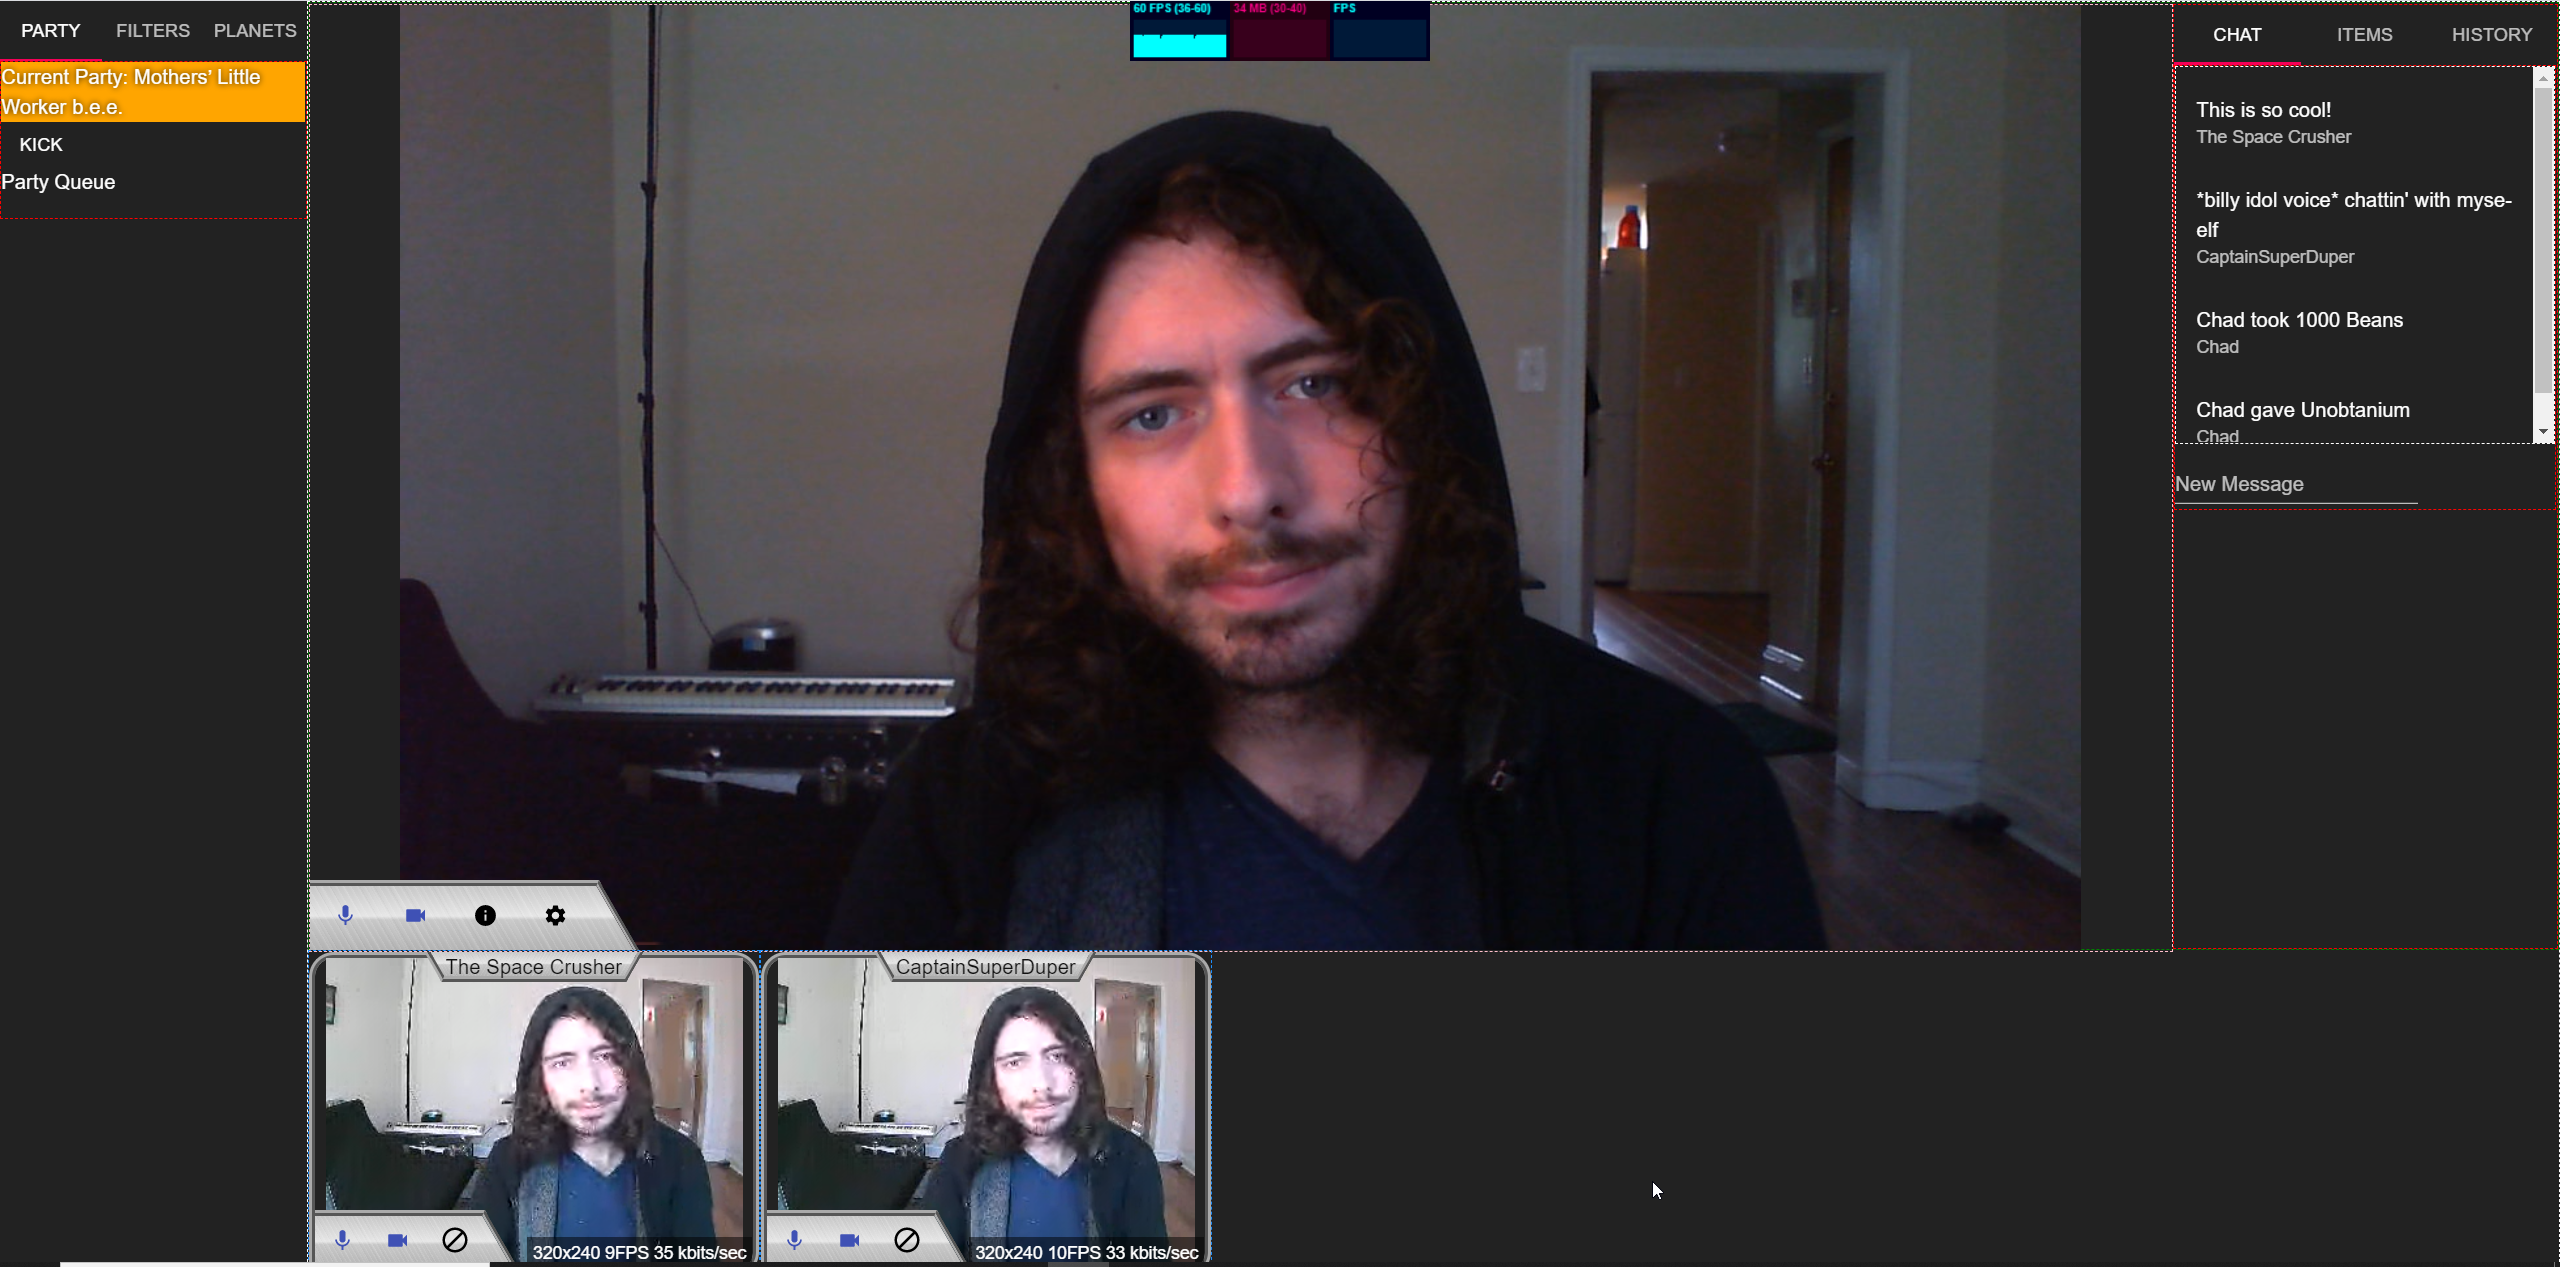 PARTY FILTERS PLANETS
Current Party: Mothers' Little
Worker b.e.e.
KICK
Party Queue
60 FPS (36-60) 34 MB (30-40) FPS
CHAT ITEMS HISTORY
This is so cool!
The Space Crusher
*billy idol voice* chattin' with myse-
elf
CaptainSuperDuper
Chad took 1000 Beans
Chad
Chad gave Unobtanium
Chad
New Message
The Space Crusher
320x240 9FPS 35 kbits/sec
CaptainSuperDuper
320x240 10FPS 33 kbits/sec